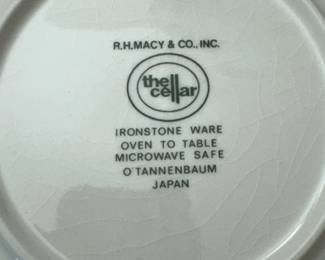 R.H.MACY & CO., INC.
the
cellar
IRONSTONE WARE
OVEN TO TABLE
MICROWAVE SAFE
O'TANNENBAUM
JAPAN